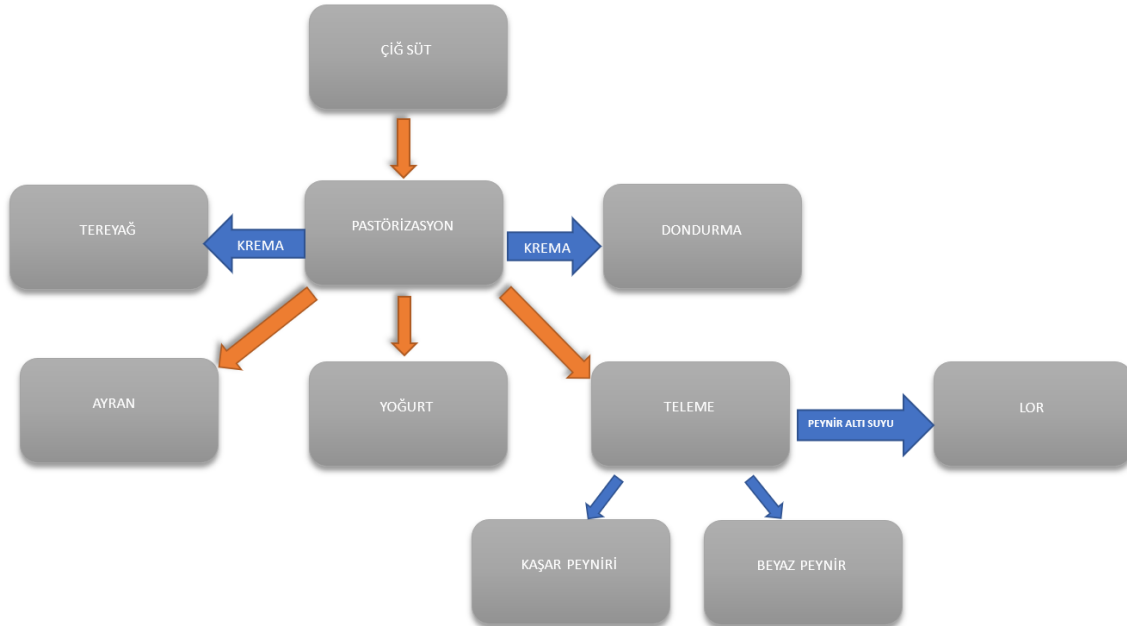 ÇİĞ SÜT
TEREYAĞ
KREMA
PASTÖRİZASYON
KREMA
DONDURMA
AYRAN
YOĞURT
TELEME
PEYNİR ALTI SUYU
LOR
KAŞAR PEYNİRİ
BEYAZ PEYNİR